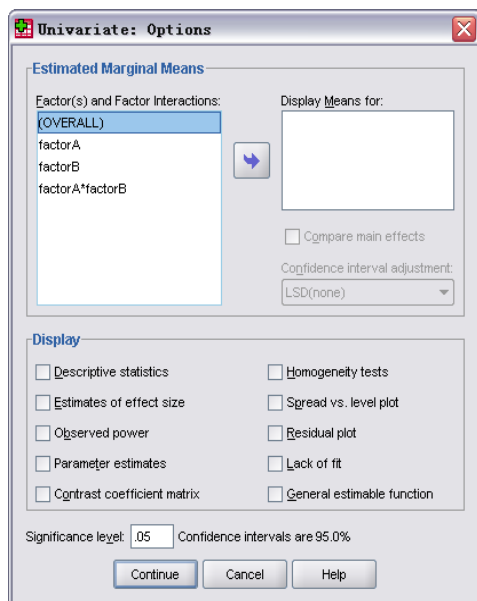 Univariate: Options
Estimated Marginal Means
Factor(s) and Factor Interactions:
(OVERALL)
factorA
factorB
factorA*factorB
Display Means for:
Compare main effects
Confidence interval adjustment:
LSD(none)
Display
Descriptive statistics
Homogeneity tests
Estimates of effect size
Spread vs. level plot
Observed power
Residual plot
Parameter estimates
Lack of fit
Contrast coefficient matrix
General estimable function
Significance level: .05 Confidence intervals are 95.0%
Continue Cancel Help